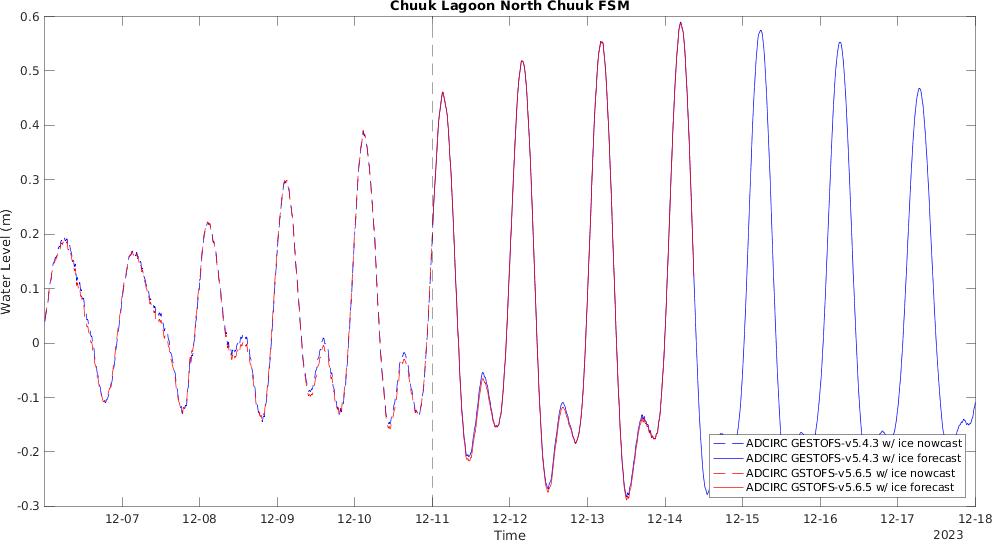 Chuuk Lagoon North Chuuk FSM
0.6
0.5
0.4
0.3
0.2
0.1
0
-0.1
-0.2
-0.3
Water Level (m)
ADCIRC GESTOFS-v5.4.3 w/ ice nowcast
ADCIRC GESTOFS-v5.4.3 w/ ice forecast
ADCIRC GSTOFS-v5.6.5 w/ ice nowcast
ADCIRC GSTOFS-v5.6.5 w/ ice forecast
12-07 12-08 12-09 12-10 12-11 12-12 12-13 12-14 12-15 12-16 12-17 12-18
Time
2023